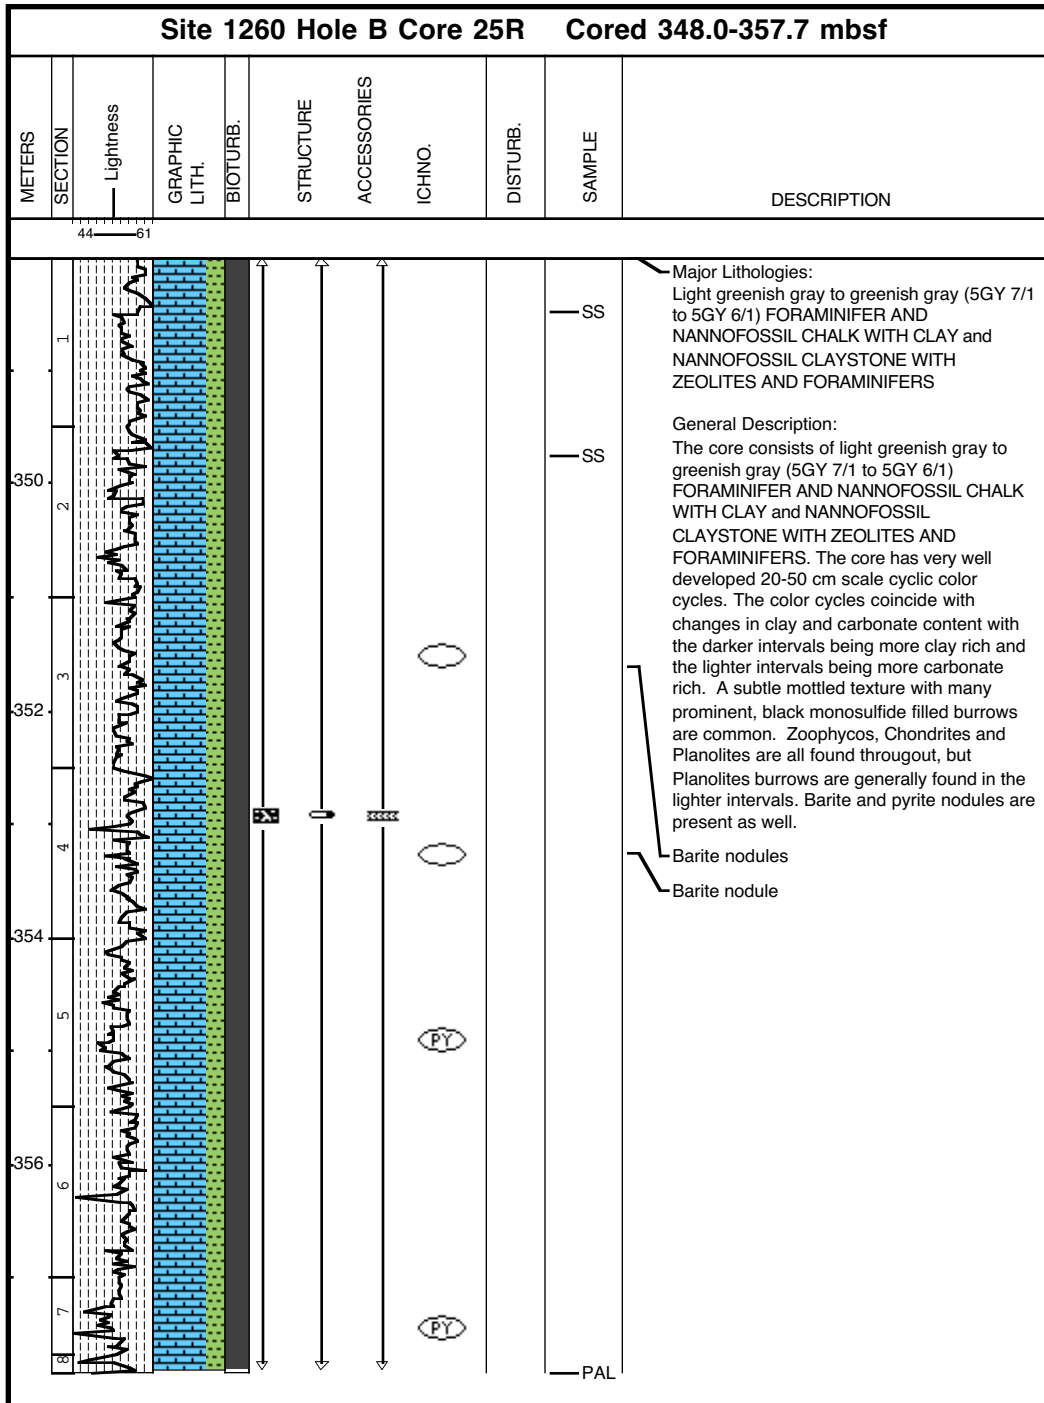 Site 1260 Hole B Core 25R Cored 348.0-357.7 mbsf
METERS
SECTION
Lightness
GRAPHIC
LITH.
BIOTURB.
STRUCTURE
ACCESSORIES
ICHNO.
DISTURB.
SAMPLE
DESCRIPTION
44 61
1
2
3
4
5
6
7
8
350
352
354
356
PY
PY
SS
SS
PAL
Major Lithologies:
Light greenish gray to greenish gray (5GY 7/1
to 5GY 6/1) FORAMINIFER AND
NANNOFOSSIL CHALK WITH CLAY and
NANNOFOSSIL CLAYSTONE WITH
ZEOLITES AND FORAMINIFERS
General Description:
The core consists of light greenish gray to
greenish gray (5GY 7/1 to 5GY 6/1)
FORAMINIFER AND NANNOFOSSIL CHALK
WITH CLAY and NANNOFOSSIL
CLAYSTONE WITH ZEOLITES AND
FORAMINIFERS. The core has very well
developed 20-50 cm scale cyclic color
cycles. The color cycles coincide with
changes in clay and carbonate content with
the darker intervals being more clay rich and
the lighter intervals being more carbonate
rich. A subtle mottled texture with many
prominent, black monosulfide filled burrows
are common. Zoophycos, Chondrites and
Planolites are all found througout, but
Planolites burrows are generally found in the
lighter intervals. Barite and pyrite nodules are
present as well.
Barite nodules
Barite nodule